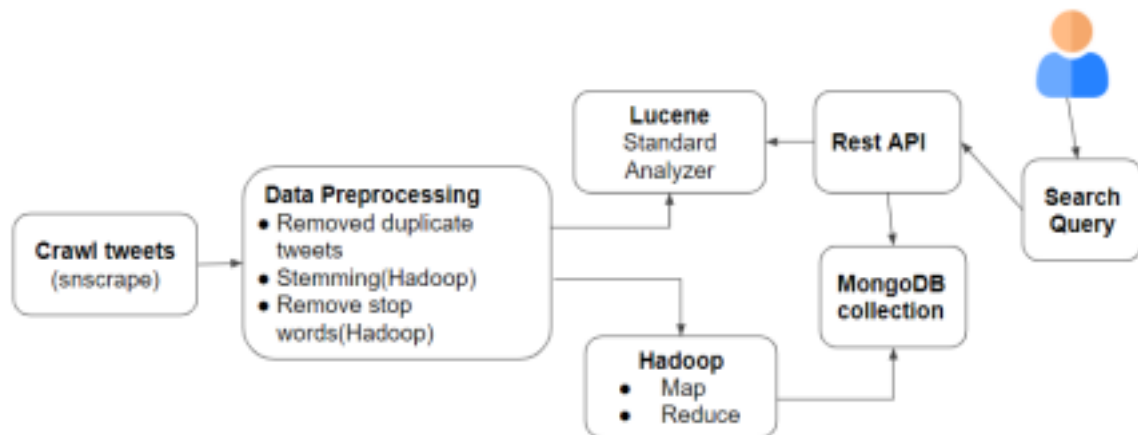 Crawl tweets
(snscrape)
Data Preprocessing
● Removed duplicate
tweets
● Stemming(Hadoop)
● Remove stop
words(Hadoop)
Lucene
Standard
Analyzer
Hadoop
● Map
● Reduce
Rest API
MongoDB
collection
Search
Query